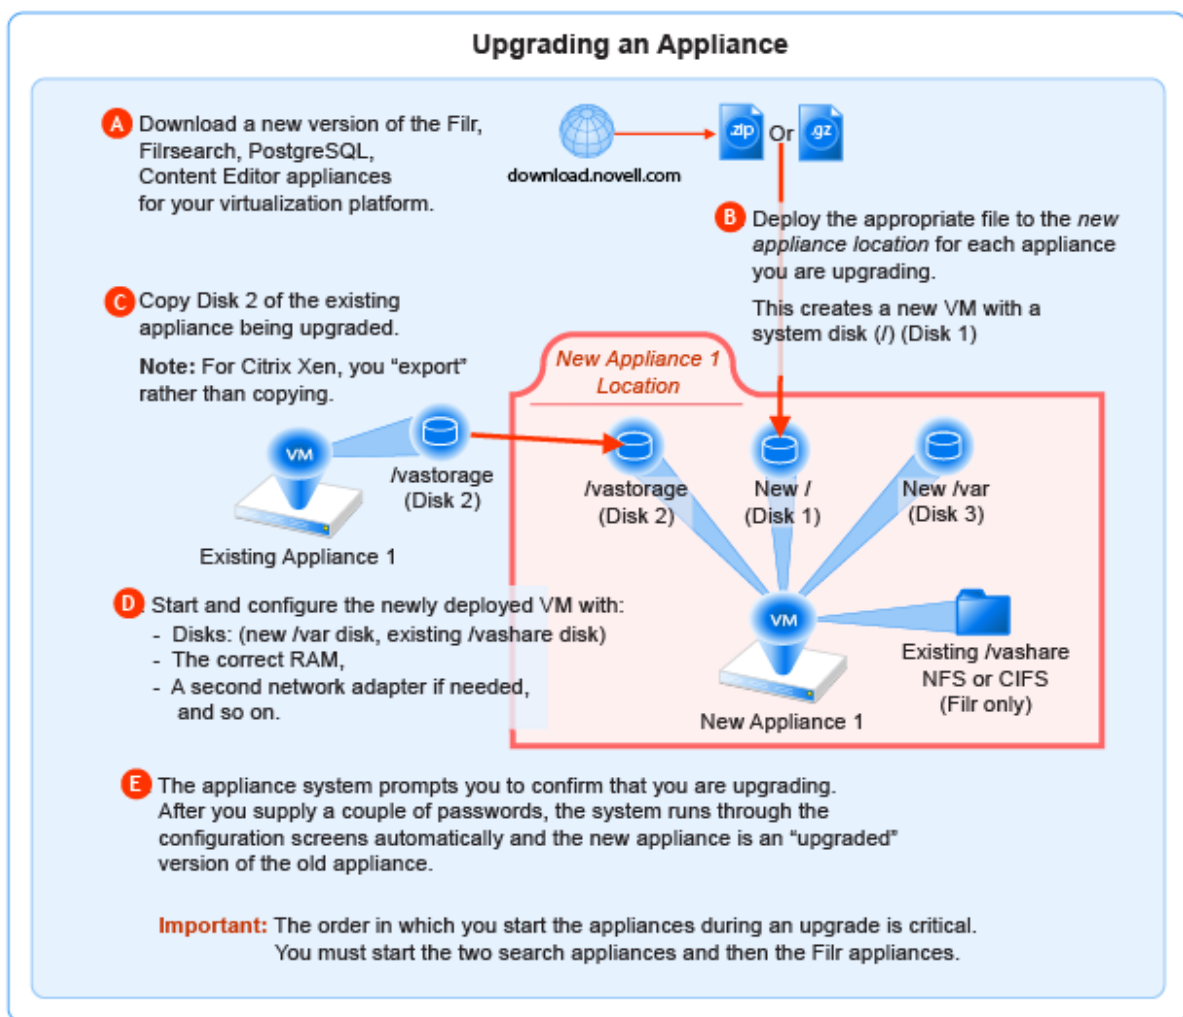 Upgrading an Appliance
A
Download a new version of the Filr,
Filrsearch, PostgreSQL,
Content Editor appliances
for your virtualization platform.
download.novell.com
.zip
Or
.gz
B
Deploy the appropriate file to the new
appliance location for each appliance
you are upgrading.
This creates a new VM with a
system disk (/) (Disk 1)
C
Copy Disk 2 of the existing
appliance being upgraded.
Note: For Citrix Xen, you “export”
rather than copying.
New Appliance 1
Location
VM
/vastorage
(Disk 2)
Existing Appliance 1
/vastorage
(Disk 2)
New /
(Disk 1)
New /var
(Disk 3)
VM
New Appliance 1
Existing /vashare
NFS or CIFS
(Filr only)
D
Start and configure the newly deployed VM with:
- Disks: (new /var disk, existing /vashare disk)
- The correct RAM,
- A second network adapter if needed,
and so on.
E
The appliance system prompts you to confirm that you are upgrading.
After you supply a couple of passwords, the system runs through the
configuration screens automatically and the new appliance is an “upgraded”
version of the old appliance.
Important: The order in which you start the appliances during an upgrade is critical.
You must start the two search appliances and then the Filr appliances.